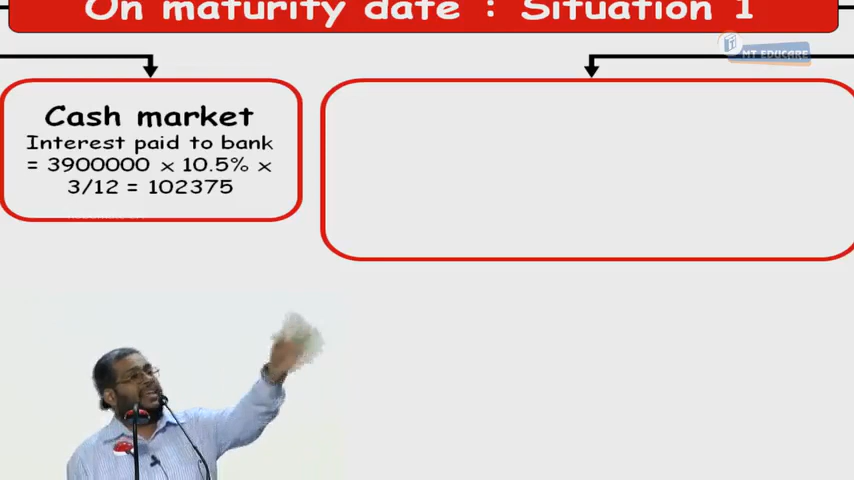 On maturity date : Situation 1
MT EDUCARE
Cash market
Interest paid to bank
= 3900000 x 10.5% x
3/12 = 102375